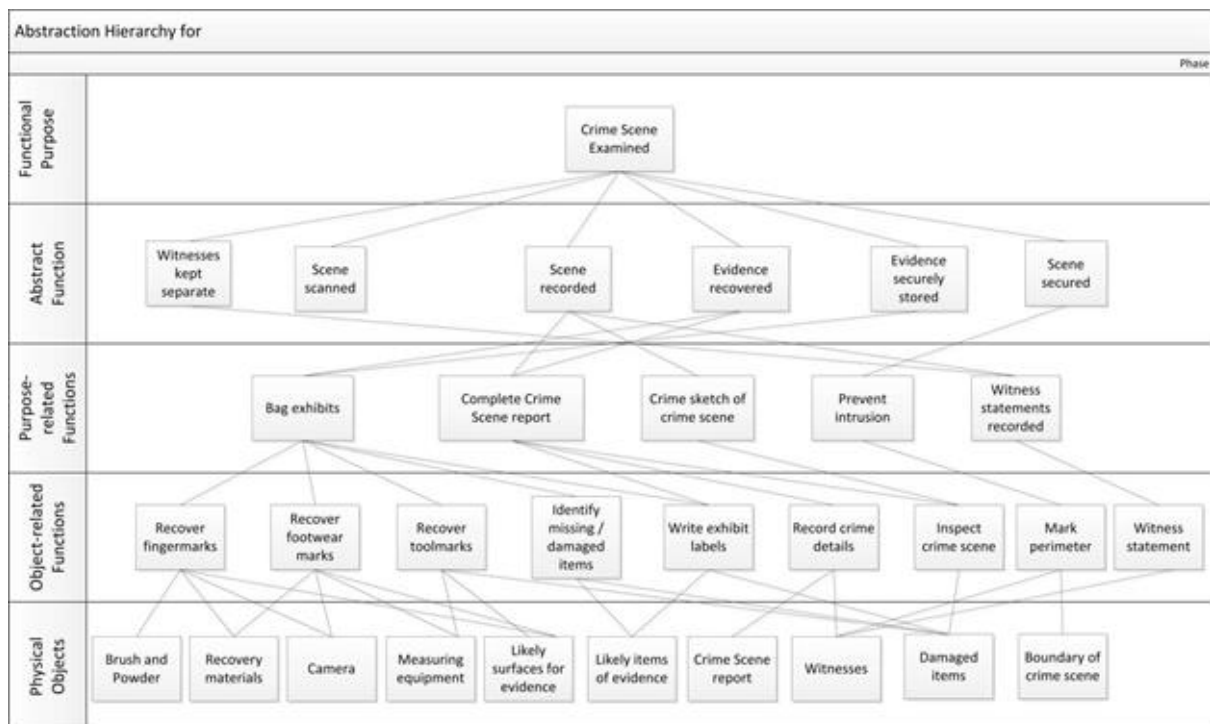 Abstraction Hierarchy for
Phase
Functional
Purpose
Crime Scene
Examined
Abstract
Function
Witnesses
kept
separate
Scene
scanned
Scene
recorded
Evidence
recovered
Evidence
securely
stored
Scene
secured
Purpose-
related
Functions
Bag exhibits
Complete Crime
Scene report
Crime sketch of
crime scene
Prevent
intrusion
Witness
statements
recorded
Object-related
Functions
Recover
fingermarks
Recover
footwear
marks
Recover
toolmarks
Identify
missing /
damaged
items
Write exhibit
labels
Record crime
details
Inspect
crime scene
Mark
perimeter
Witness
statement
Physical
Objects
Brush and
Powder
Recovery
materials
Camera
Measuring
equipment
Likely
surfaces for
evidence
Likely items
of evidence
Crime Scene
report
Witnesses
Damaged
items
Boundary of
crime scene